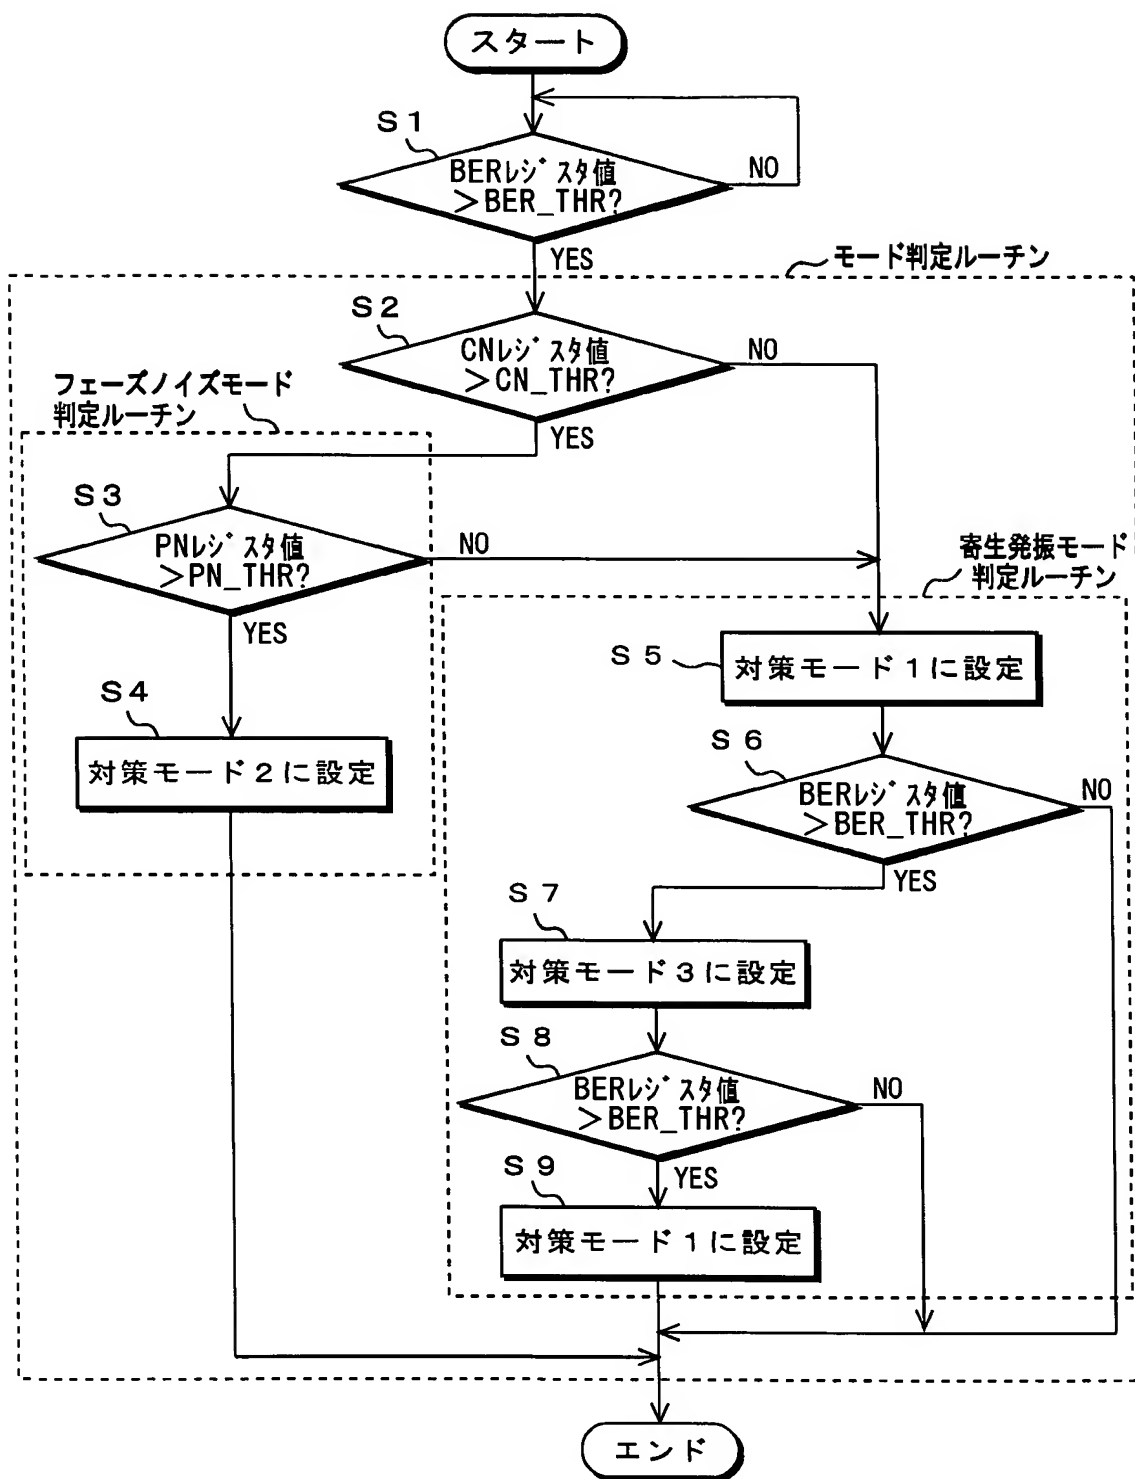 スタート
S1
BERレジスタ値
>BER_THR?
NO
YES
モード判定ルーチン
S2
CNレジスタ値
>CN_THR?
NO
YES
フェーズノイズモード
判定ルーチン
S3
PNレジスタ値
>PN_THR?
NO
YES
寄生発振モード
判定ルーチン
S4
対策モード2に設定
S5
対策モード1に設定
S6
BERレジスタ値
>BER_THR?
NO
YES
S7
対策モード3に設定
S8
BERレジスタ値
>BER_THR?
NO
YES
S9
対策モード1に設定
エンド